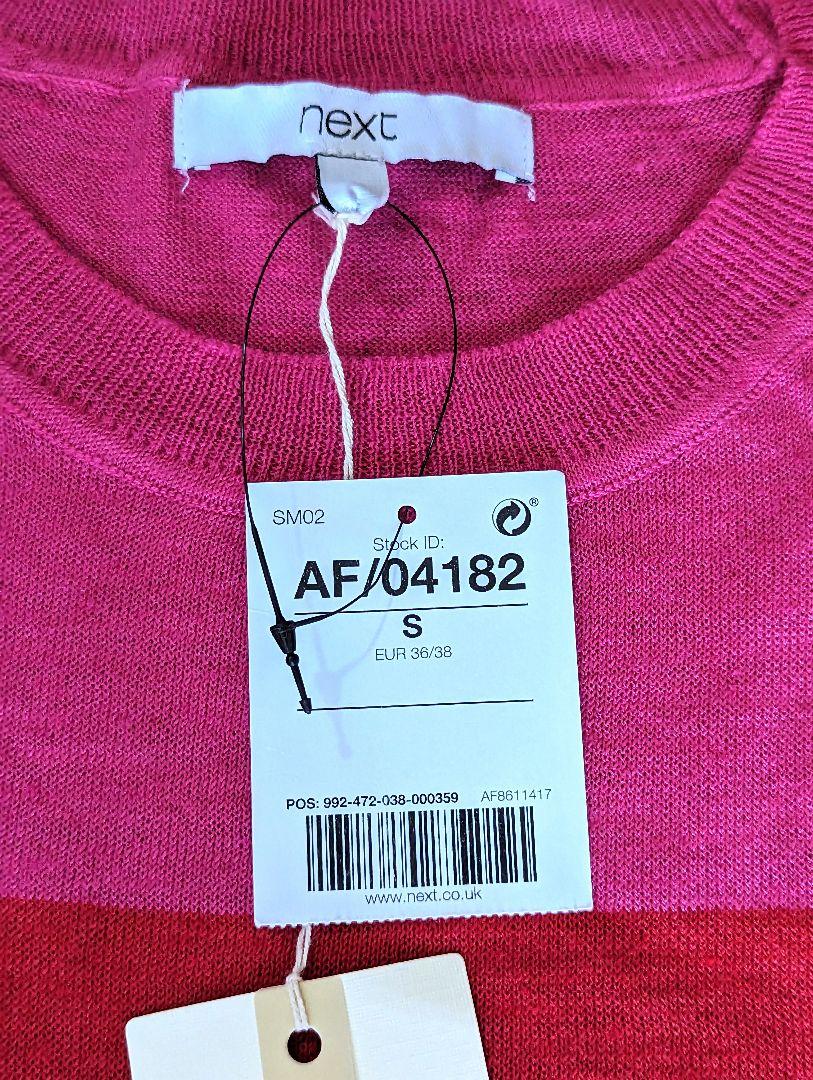 next
SM02
®
Stock ID:
AF/04182
S
EUR 36/38
POS: 992-472-038-000359 AF8611417
www.next.co.uk